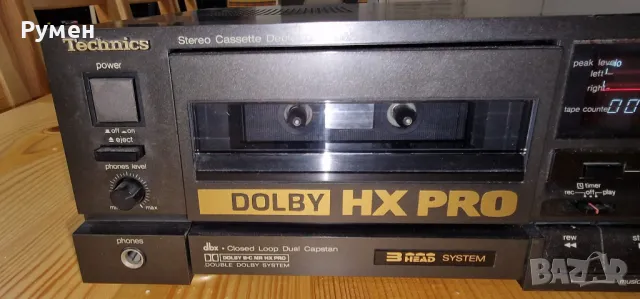 Румен
Technics
Stereo Cassette Deck
power
off on
eject
phones level
min max
phones
DOLBY HX PRO
dbx • Closed Loop Dual Capstan
DOLBY B-C NR HX PRO
DOUBLE DOLBY SYSTEM
3 HEAD SYSTEM
peak level
left
right
tape counter
timer
rec off play
rew
bazar